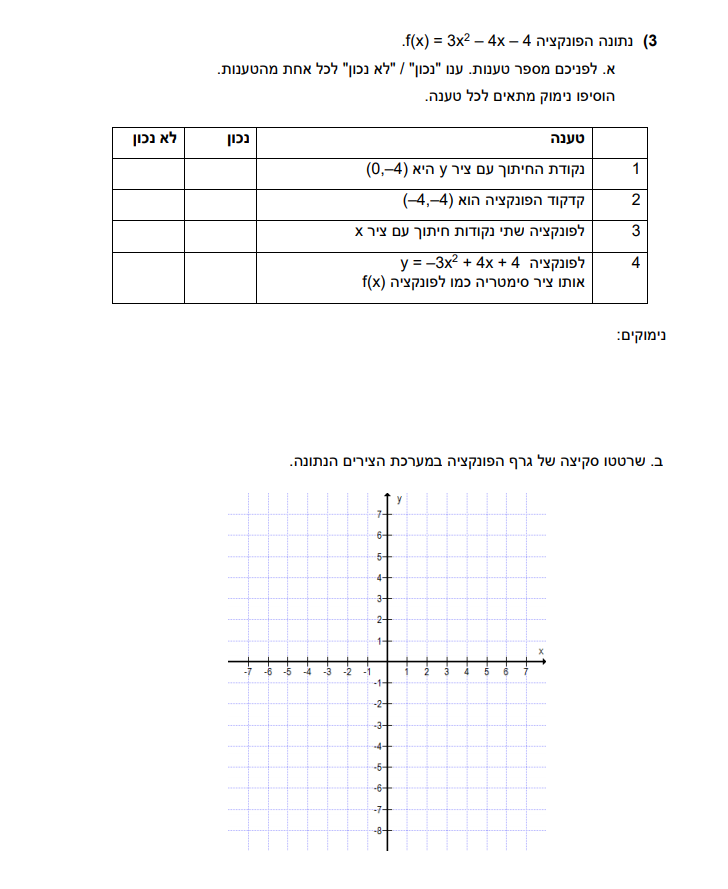 3) נתונה הפונקציה f(x) = 3x² – 4x – 4.
א. לפניכם מספר טענות. ענו "נכון" / "לא נכון" לכל אחת מהטענות.
הוסיפו נימוק מתאים לכל טענה.
טענה נכון לא נכון
1 נקודת החיתוך עם ציר y היא (0,–4)
2 קדקוד הפונקציה הוא (–4,–4)
3 לפונקציה שתי נקודות חיתוך עם ציר x
4 לפונקציה y = –3x² + 4x + 4
אותו ציר סימטריה כמו לפונקציה f(x)
נימוקים:
ב. שרטטו סקיצה של גרף הפונקציה במערכת הצירים הנתונה.
y
7
6
5
4
3
2
1
x
-7 -6 -5 -4 -3 -2 -1 1 2 3 4 5 6 7
-1
-2
-3
-4
-5
-6
-7
-8